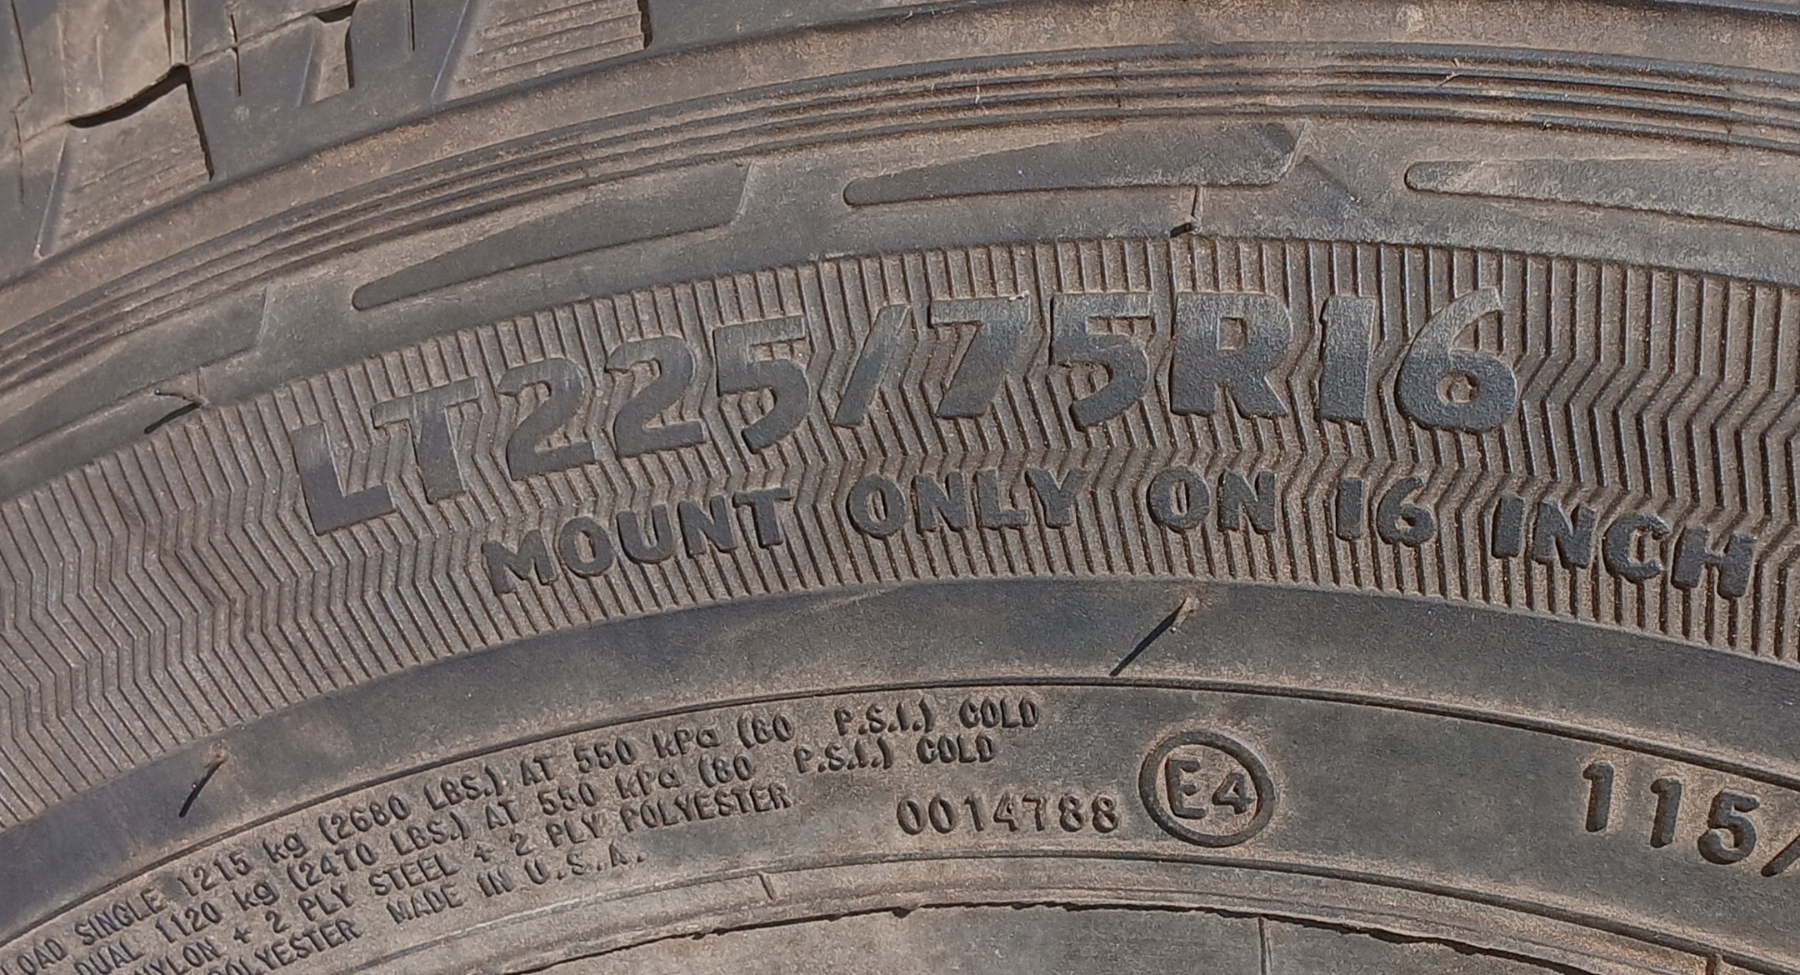 LT225/75R16
MOUNT ONLY ON 16 INCH
LOAD SINGLE 1215 kg (2680 LBS.) AT 550 kPa (80 P.S.I.) COLD
DUAL 1120 kg (2470 LBS.) AT 550 kPa (80 P.S.I.) COLD
NYLON + 2 PLY STEEL + 2 PLY POLYESTER
POLYESTER MADE IN U.S.A.
0014788 E4
115/